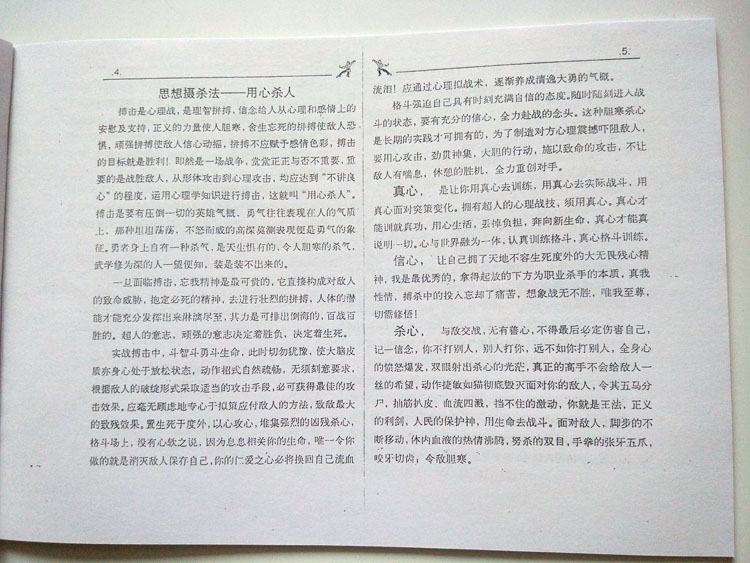 .4.
思想摄杀法——用心杀人
搏击是心理战，是理智拼搏，信念给人从心理和感情上的
安慰及支持，正义的力量使人胆寒，舍生忘死的拼搏使敌人恐
惧，顽强拼搏使敌人信心动摇，拼搏不应赋予感情色彩，搏击
的目标就是胜利！即然是一场战争，堂堂正正与否不重要，重
要的是战胜敌人，从形体攻击到心理攻击，均应达到“不讲良
心”的程度，运用心理学知识进行搏击，这就叫“用心杀人”。
搏击是要有压倒一切的英雄气概、勇气往往表现在人的气质
上、那种坦坦荡荡、不怒而威的高深莫测表现便是勇气的象
征。勇者身上自有一种杀气，是天生惧有的，令人胆寒的杀气，
武学修为深的人一望便知，装是装不出来的。
一旦面临搏击，忘我精神是最可贵的，它直接构成对敌人
的致命威胁，抱定必死的精神，去进行壮烈的拼搏，人体的潜
能才能充分发挥出来淋漓尽至，其力是可排出倒海的，百战百
胜的。超人的意志，顽强的意志决定着胜负，决定着生死。
实战搏击中，斗智斗勇斗生命，此时切勿犹豫，使大脑皮
质亦身心处于放松状态，动作招式自然疏畅，无须刻意要求，
根据敌人的破绽形式采取适当的攻击手段，必可获得最佳的攻
击效果。应毫无顾虑地专心于拟策应付敌人的方法，致敌最大
的致残效果。置生死于度外，以心攻心，堆集强烈的凶残杀心，
格斗场上，没有心软之说，因为息息相关你的生命，唯一令你
做的就是消灭敌人保存自己，你的仁爱之心必将换回自己流血
.5.
流泪！应通过心理拟战术，逐渐养成清逸大勇的气概。
格斗强迫自己具有时刻充满自信的态度。随时随刻进入战
斗的状态，要有充分的信心，全力赴战的念头。这种胆寒杀心
是长期的实践才可拥有的，为了制造对方心理震撼吓阻敌人，
要用心攻击，劲贯神集，大胆的行动，施以致命的攻击，不让
敌人有喘息，休憩的胜机，全力重创对手。
真心，是让你用真心去训练，用真心去实际战斗，用
真心面对突策变化。拥有超人的心理战技，须用真心。真心才
能训就真功，用心生活，丢掉负担，奔向新生命，真心才能真
说明一切。心与世界融为一体，认真训练格斗，真心格斗训练。
信心，让自己拥了天地不容生死度外的大无畏残心精
神，我是最优秀的，拿得起放的下方为职业杀手的本质，真我
性情，搏杀中的投入忘却了痛苦，想象战无不胜，唯我至尊，
切需修悟！
杀心，与敌交战，无有善心，不得最后必定伤害自己，
记一信念，你不打别人，别人打你，远不如你打别人，全身心
的愤怒爆发，双眼射出杀心的光茫，真正的高手不会给敌人一
丝的希望，动作捷敏如猫彻底毁灭面对你的敌人，令其五马分
尸，抽筋扒皮、血流四溅，挡不住的激动，你就是王法，正义
的利剑，人民的保护神，用生命去战斗。面对敌人，脚步的不
断移动，休内血液的热情沸腾，努杀的双目，手拳的张牙五爪，
咬牙切齿；令敌胆寒。